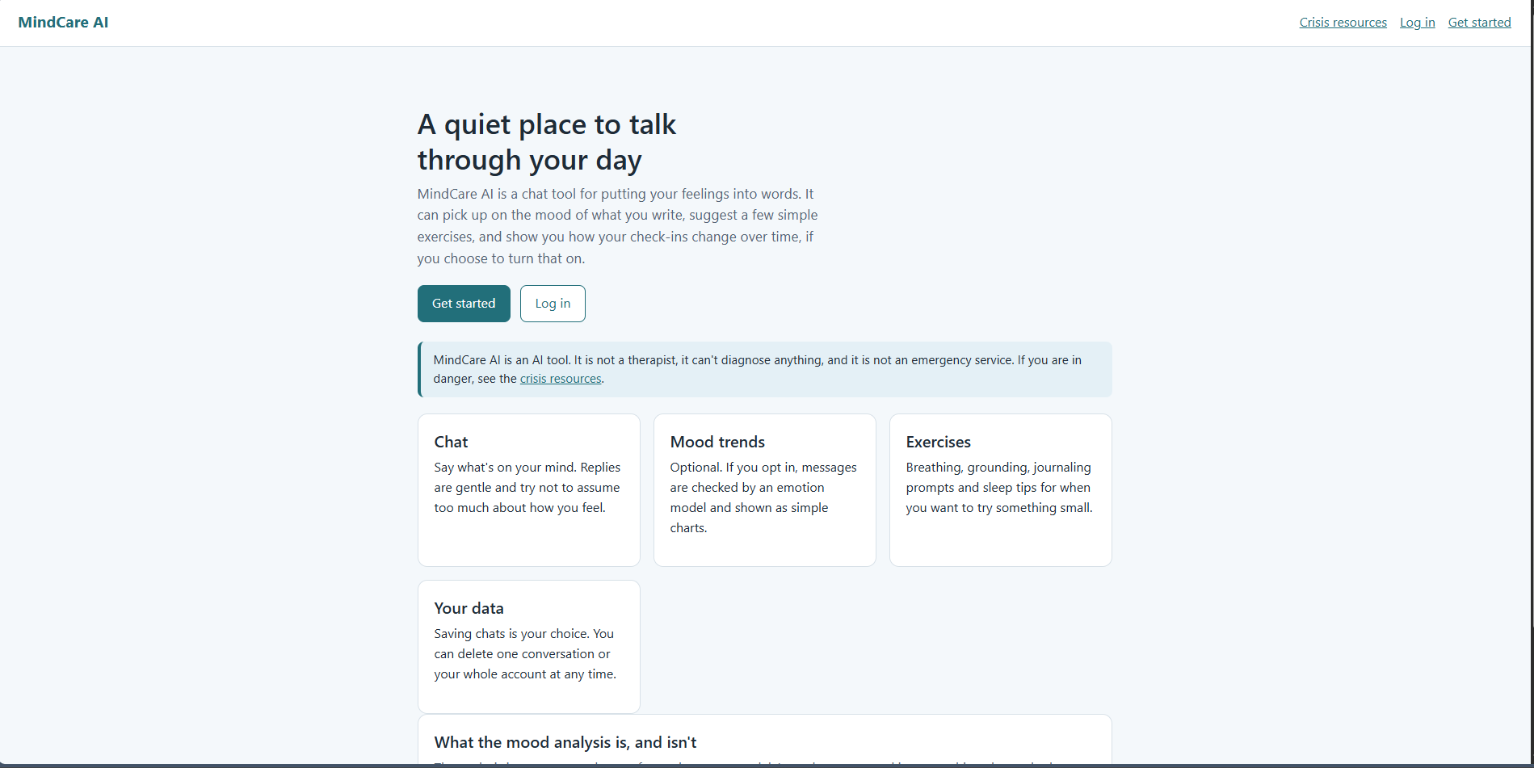 MindCare AI
Crisis resources Log in Get started
A quiet place to talk
through your day
MindCare AI is a chat tool for putting your feelings into words. It
can pick up on the mood of what you write, suggest a few simple
exercises, and show you how your check-ins change over time, if
you choose to turn that on.
Get started Log in
MindCare AI is an AI tool. It is not a therapist, it can't diagnose anything, and it is not an emergency service. If you are in
danger, see the crisis resources.
Chat
Say what's on your mind. Replies
are gentle and try not to assume
too much about how you feel.
Mood trends
Optional. If you opt in, messages
are checked by an emotion
model and shown as simple
charts.
Exercises
Breathing, grounding, journaling
prompts and sleep tips for when
you want to try something small.
Your data
Saving chats is your choice. You
can delete one conversation or
your whole account at any time.
What the mood analysis is, and isn't